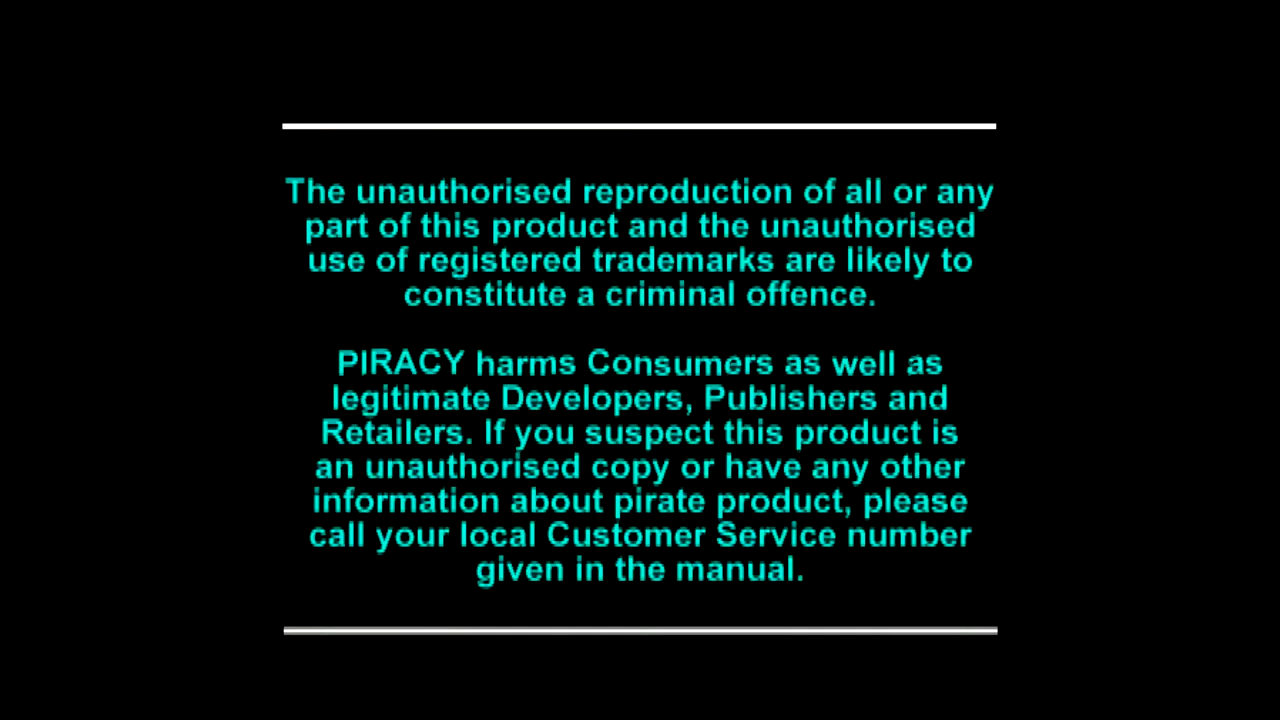 The unauthorised reproduction of all or any
part of this product and the unauthorised
use of registered trademarks are likely to
constitute a criminal offence.
PIRACY harms Consumers as well as
legitimate Developers, Publishers and
Retailers. If you suspect this product is
an unauthorised copy or have any other
information about pirate product, please
call your local Customer Service number
given in the manual.